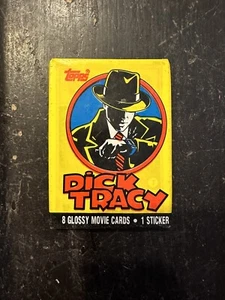 Topps
DICK
TRACY
8 GLOSSY MOVIE CARDS • 1 STICKER